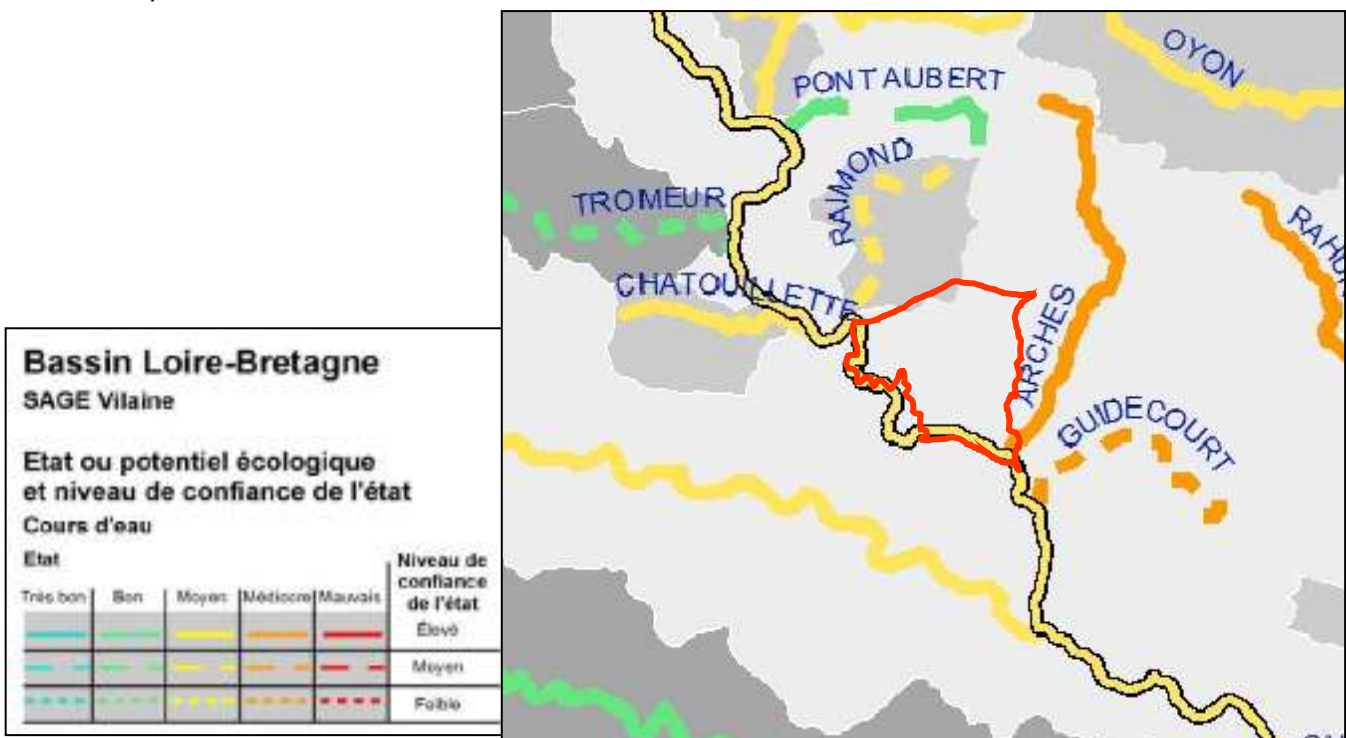 Bassin Loire-Bretagne
SAGE Vilaine
Etat ou potentiel écologique
et niveau de confiance de l'état
Cours d'eau
Etat
Niveau de
confiance
de l'état
Très bon
Bon
Moyen
Médiocre
Mauvais
Élevé
Moyen
Faible
OYON
PONT AUBERT
RAIMOND
TROMEUR
CHATOUILLETTE
ARCHES
GUIDECOURT